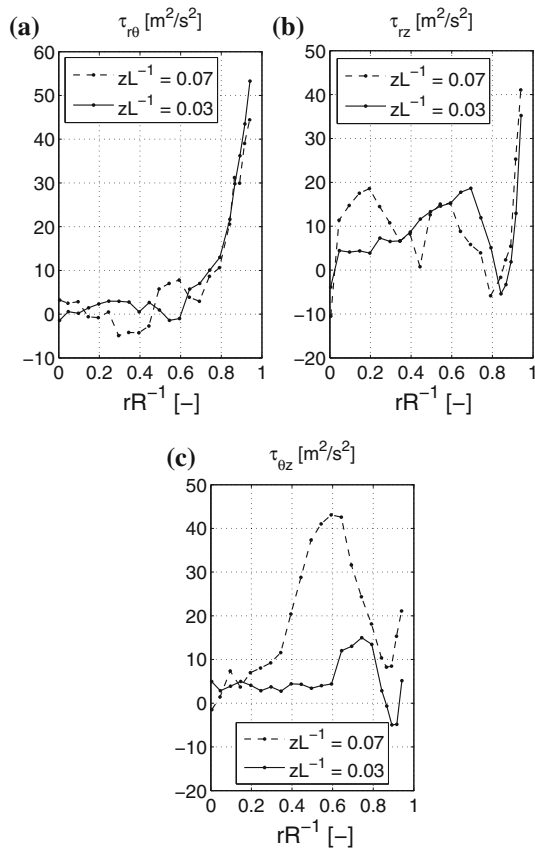 (a) τrθ [m²/s²]
60
50
40
30
20
10
0
−10
zL⁻¹ = 0.07
zL⁻¹ = 0.03
0 0.2 0.4 0.6 0.8 1
rR⁻¹ [−]
(b) τrz [m²/s²]
50
40
30
20
10
0
−10
−20
zL⁻¹ = 0.07
zL⁻¹ = 0.03
0 0.2 0.4 0.6 0.8 1
rR⁻¹ [−]
(c) τθz [m²/s²]
50
40
30
20
10
0
−10
−20
zL⁻¹ = 0.07
zL⁻¹ = 0.03
0 0.2 0.4 0.6 0.8 1
rR⁻¹ [−]